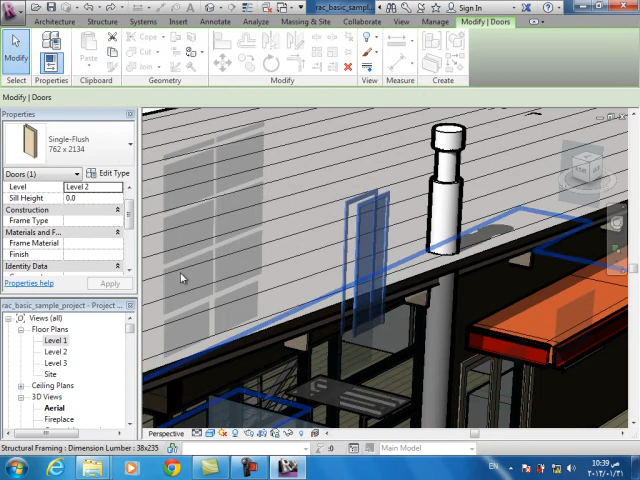 rac_basic_sampl...
Sign In
Architecture
Structure
Systems
Insert
Annotate
Analyze
Massing & Site
Collaborate
View
Manage
Modify | Doors
Modify
Paste
Cope
Cut
Join
Select
Properties
Clipboard
Geometry
Modify
View
Measure
Create
Modify | Doors
Properties
Single-Flush
762 x 2134
Doors (1)
Edit Type
Level
Level 2
Sill Height
0.0
Construction
Frame Type
Materials and F...
Frame Material
Finish
Identity Data
Properties help
Apply
rac_basic_sample_project - Project ...
Views (all)
Floor Plans
Level 1
Level 2
Level 3
Site
Ceiling Plans
3D Views
Aerial
Fireplace
Perspective
Structural Framing : Dimension Lumber : 38x235
:0
Main Model
EN
10:39 ص
٢٠١٢/٠١/٣١